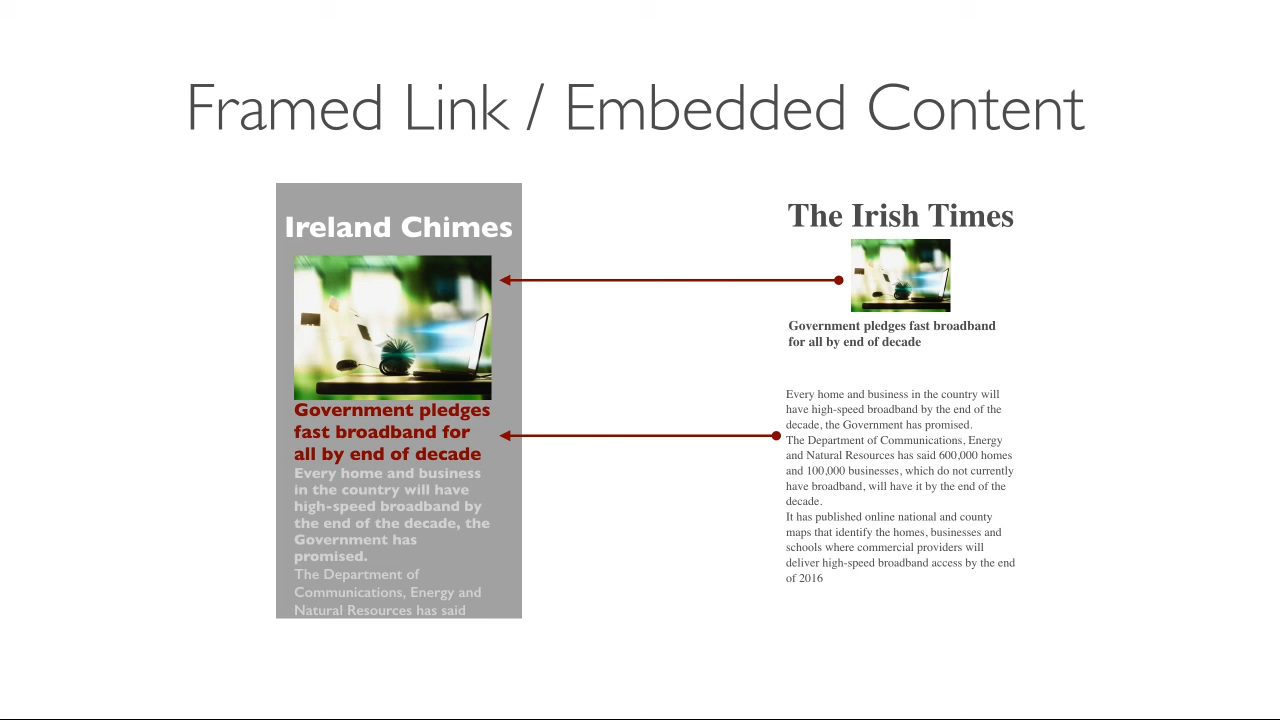 Framed Link / Embedded Content
Ireland Chimes
Government pledges
fast broadband for
all by end of decade
Every home and business
in the country will have
high-speed broadband by
the end of the decade, the
Government has
promised.
The Department of
Communications, Energy and
Natural Resources has said
The Irish Times
Government pledges fast broadband
for all by end of decade
Every home and business in the country will
have high-speed broadband by the end of the
decade, the Government has promised.
The Department of Communications, Energy
and Natural Resources has said 600,000 homes
and 100,000 businesses, which do not currently
have broadband, will have it by the end of the
decade.
It has published online national and county
maps that identify the homes, businesses and
schools where commercial providers will
deliver high-speed broadband access by the end
of 2016